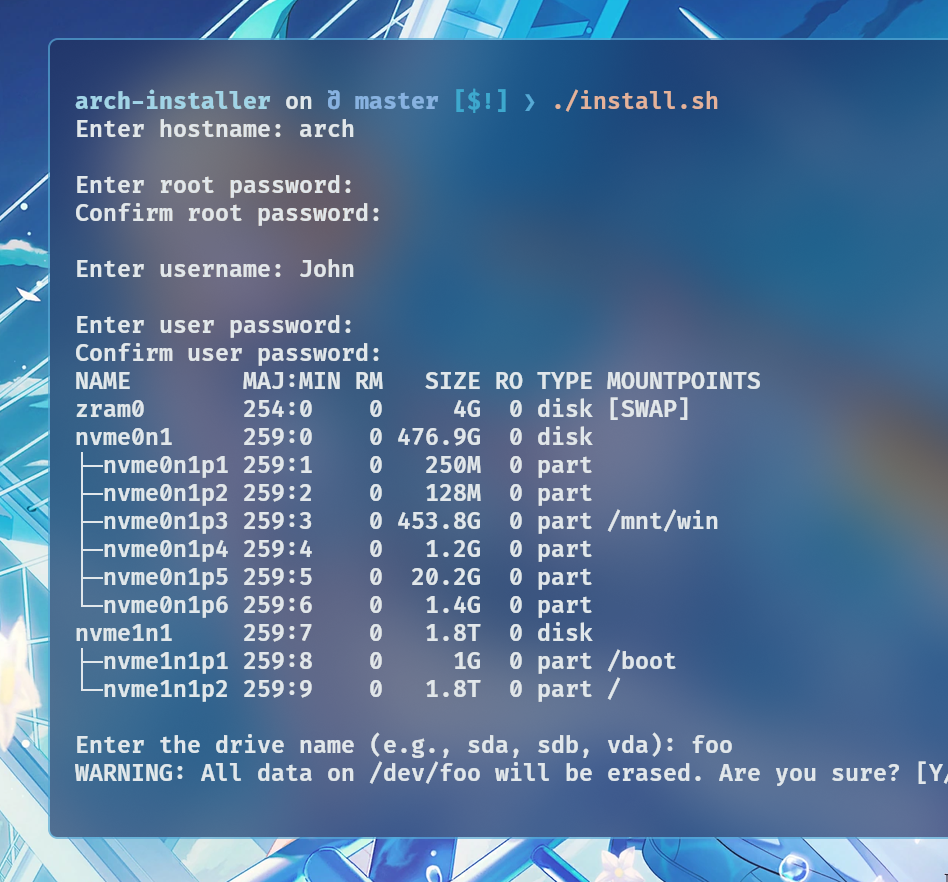 arch-installer on  master [$!] ❯ ./install.sh
Enter hostname: arch
Enter root password:
Confirm root password:
Enter username: John
Enter user password:
Confirm user password:
NAME        MAJ:MIN RM   SIZE RO TYPE MOUNTPOINTS
zram0       254:0    0     4G  0 disk [SWAP]
nvme0n1     259:0    0 476.9G  0 disk
├─nvme0n1p1 259:1    0   250M  0 part
├─nvme0n1p2 259:2    0   128M  0 part
├─nvme0n1p3 259:3    0 453.8G  0 part /mnt/win
├─nvme0n1p4 259:4    0   1.2G  0 part
├─nvme0n1p5 259:5    0  20.2G  0 part
└─nvme0n1p6 259:6    0   1.4G  0 part
nvme1n1     259:7    0   1.8T  0 disk
├─nvme1n1p1 259:8    0     1G  0 part /boot
└─nvme1n1p2 259:9    0   1.8T  0 part /
Enter the drive name (e.g., sda, sdb, vda): foo
WARNING: All data on /dev/foo will be erased. Are you sure? [Y/